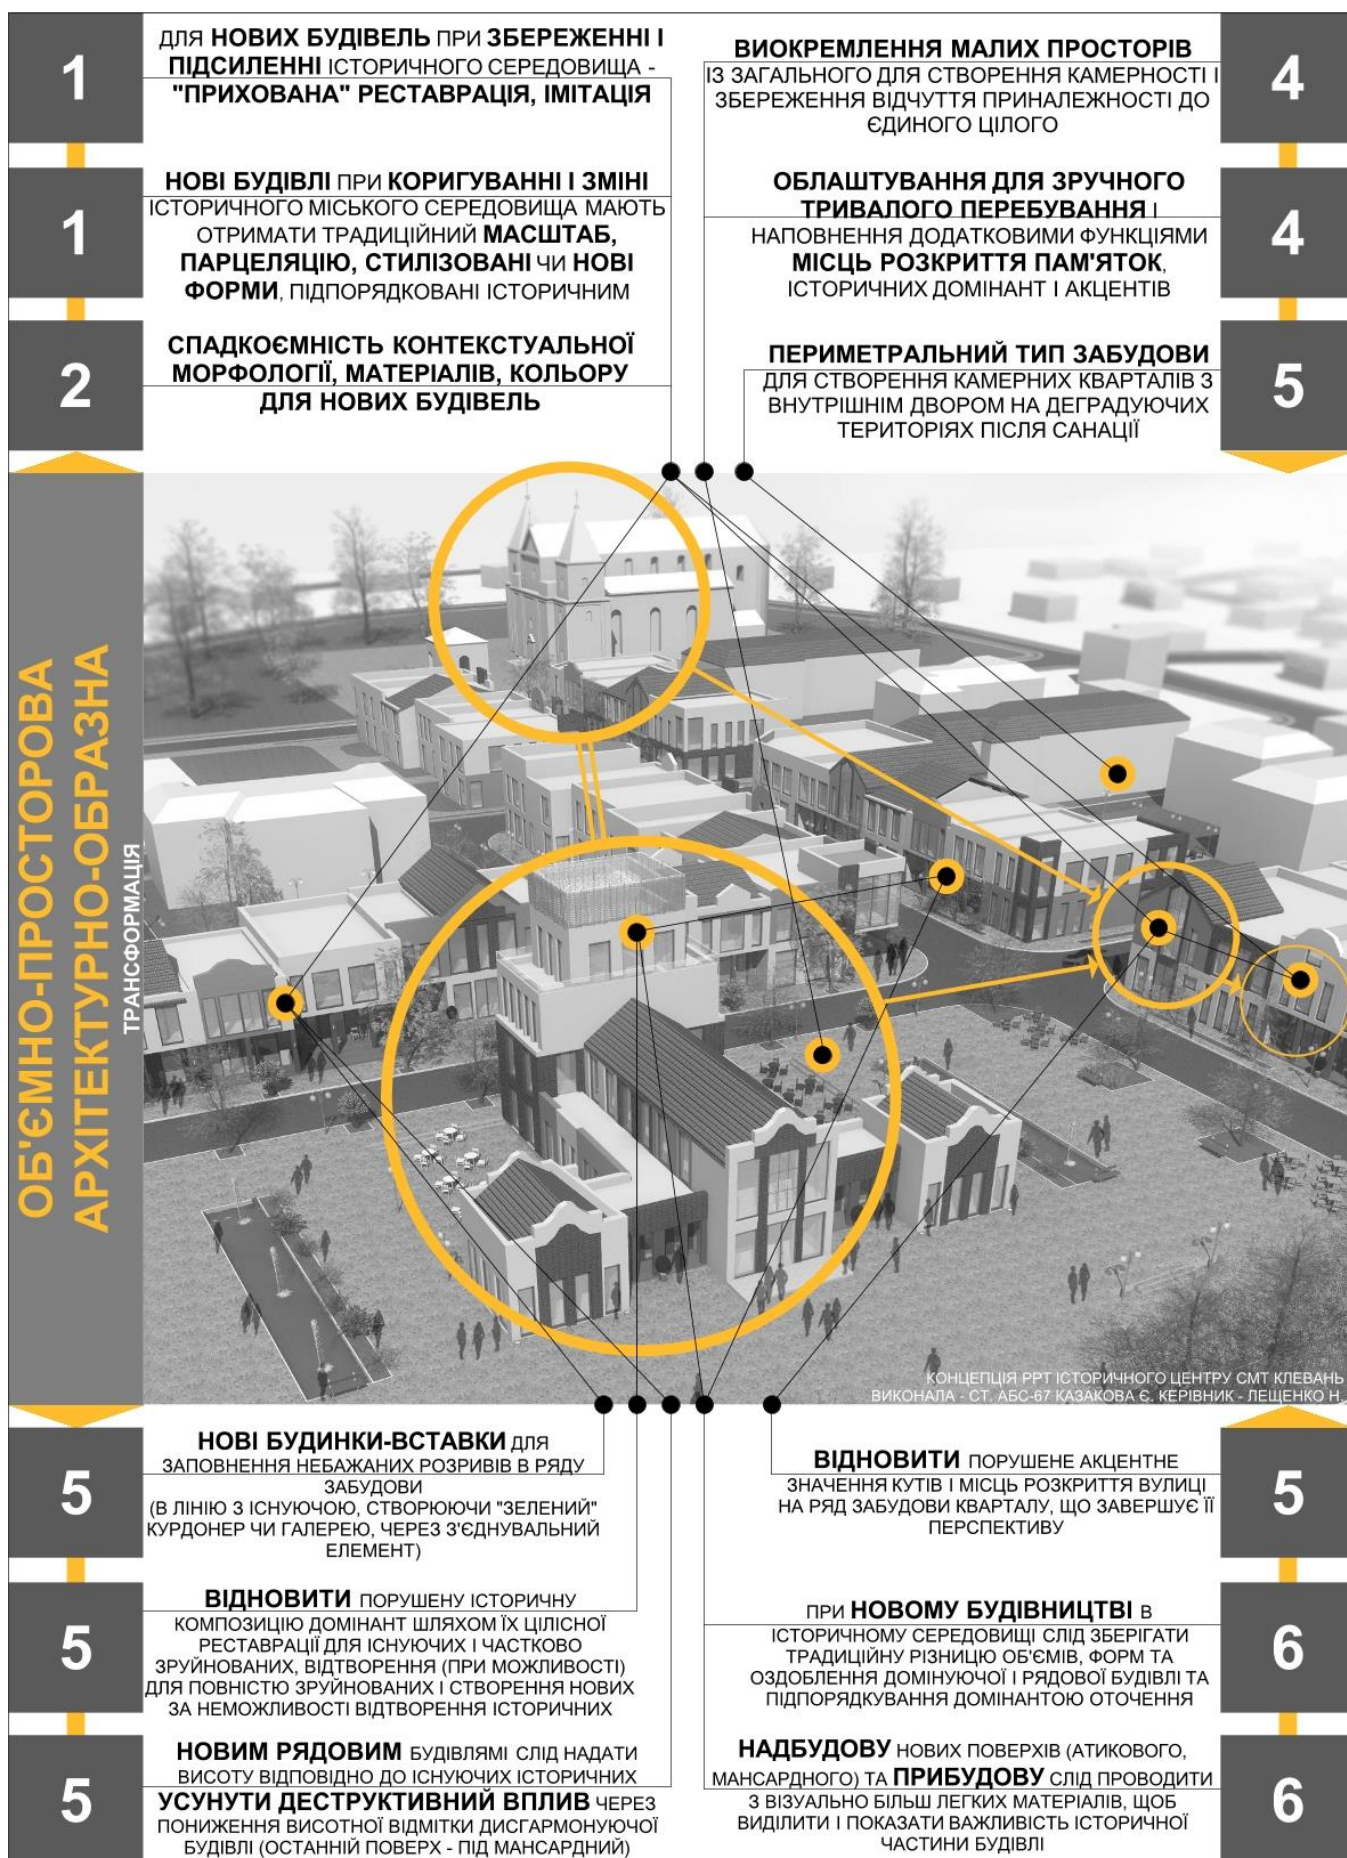 1
ДЛЯ НОВИХ БУДІВЕЛЬ ПРИ ЗБЕРЕЖЕННІ І
ПІДСИЛЕННІ ІСТОРИЧНОГО СЕРЕДОВИЩА -
"ПРИХОВАНА" РЕСТАВРАЦІЯ, ІМІТАЦІЯ
1
НОВІ БУДІВЛІ ПРИ КОРИГУВАННІ І ЗМІНІ
ІСТОРИЧНОГО МІСЬКОГО СЕРЕДОВИЩА МАЮТЬ
ОТРИМАТИ ТРАДИЦІЙНИЙ МАСШТАБ,
ПАРЦЕЛЯЦІЮ, СТИЛІЗОВАНІ ЧИ НОВІ
ФОРМИ, ПІДПОРЯДКОВАНІ ІСТОРИЧНИМ
2
СПАДКОЄМНІСТЬ КОНТЕКСТУАЛЬНОЇ
МОРФОЛОГІЇ, МАТЕРІАЛІВ, КОЛЬОРУ
ДЛЯ НОВИХ БУДІВЕЛЬ
ВИОКРЕМЛЕННЯ МАЛИХ ПРОСТОРІВ
ІЗ ЗАГАЛЬНОГО ДЛЯ СТВОРЕННЯ КАМЕРНОСТІ І
ЗБЕРЕЖЕННЯ ВІДЧУТТЯ ПРИНАЛЕЖНОСТІ ДО
ЄДИНОГО ЦІЛОГО
4
ОБЛАШТУВАННЯ ДЛЯ ЗРУЧНОГО
ТРИВАЛОГО ПЕРЕБУВАННЯ І
НАПОВНЕННЯ ДОДАТКОВИМИ ФУНКЦІЯМИ
МІСЦЬ РОЗКРИТТЯ ПАМ'ЯТОК,
ІСТОРИЧНИХ ДОМІНАНТ І АКЦЕНТІВ
4
ПЕРИМЕТРАЛЬНИЙ ТИП ЗАБУДОВИ
ДЛЯ СТВОРЕННЯ КАМЕРНИХ КВАРТАЛІВ З
ВНУТРІШНІМ ДВОРОМ НА ДЕГРАДУЮЧИХ
ТЕРИТОРІЯХ ПІСЛЯ САНАЦІЇ
5
ОБ'ЄМНО-ПРОСТОРОВА
АРХІТЕКТУРНО-ОБРАЗНА
ТРАНСФОРМАЦІЯ
КОНЦЕПЦІЯ РРТ ІСТОРИЧНОГО ЦЕНТРУ СМТ КЛЕВАНЬ
ВИКОНАЛА - СТ. АБС-67 КАЗАКОВА Є. КЕРІВНИК - ЛЕЩЕНКО Н.
5
НОВІ БУДИНКИ-ВСТАВКИ ДЛЯ
ЗАПОВНЕННЯ НЕБАЖАНИХ РОЗРИВІВ В РЯДУ
ЗАБУДОВИ
(В ЛІНІЮ З ІСНУЮЧОЮ, СТВОРЮЮЧИ "ЗЕЛЕНИЙ"
КУРДОНЕР ЧИ ГАЛЕРЕЮ, ЧЕРЕЗ З'ЄДНУВАЛЬНИЙ
ЕЛЕМЕНТ)
5
ВІДНОВИТИ ПОРУШЕНУ ІСТОРИЧНУ
КОМПОЗИЦІЮ ДОМІНАНТ ШЛЯХОМ ЇХ ЦІЛІСНОЇ
РЕСТАВРАЦІЇ ДЛЯ ІСНУЮЧИХ І ЧАСТКОВО
ЗРУЙНОВАНИХ, ВІДТВОРЕННЯ (ПРИ МОЖЛИВОСТІ)
ДЛЯ ПОВНІСТЮ ЗРУЙНОВАНИХ І СТВОРЕННЯ НОВИХ
ЗА НЕМОЖЛИВОСТІ ВІДТВОРЕННЯ ІСТОРИЧНИХ
5
НОВИМ РЯДОВИМ БУДІВЛЯМІ СЛІД НАДАТИ
ВИСОТУ ВІДПОВІДНО ДО ІСНУЮЧИХ ІСТОРИЧНИХ
УСУНУТИ ДЕСТРУКТИВНИЙ ВПЛИВ ЧЕРЕЗ
ПОНИЖЕННЯ ВИСОТНОЇ ВІДМІТКИ ДИСГАРМОНУЮЧОЇ
БУДІВЛІ (ОСТАННІЙ ПОВЕРХ - ПІД МАНСАРДНИЙ)
ВІДНОВИТИ ПОРУШЕНЕ АКЦЕНТНЕ
ЗНАЧЕННЯ КУТІВ І МІСЦЬ РОЗКРИТТЯ ВУЛИЦІ
НА РЯД ЗАБУДОВИ КВАРТАЛУ, ЩО ЗАВЕРШУЄ ЇЇ
ПЕРСПЕКТИВУ
5
ПРИ НОВОМУ БУДІВНИЦТВІ В
ІСТОРИЧНОМУ СЕРЕДОВИЩІ СЛІД ЗБЕРІГАТИ
ТРАДИЦІЙНУ РІЗНИЦЮ ОБ'ЄМІВ, ФОРМ ТА
ОЗДОБЛЕННЯ ДОМІНУЮЧОЇ І РЯДОВОЇ БУДІВЛІ ТА
ПІДПОРЯДКУВАННЯ ДОМІНАНТОЮ ОТОЧЕННЯ
6
НАДБУДОВУ НОВИХ ПОВЕРХІВ (АТИКОВОГО,
МАНСАРДНОГО) ТА ПРИБУДОВУ СЛІД ПРОВОДИТИ
З ВІЗУАЛЬНО БІЛЬШ ЛЕГКИХ МАТЕРІАЛІВ, ЩОБ
ВИДІЛИТИ І ПОКАЗАТИ ВАЖЛИВІСТЬ ІСТОРИЧНОЇ
ЧАСТИНИ БУДІВЛІ
6